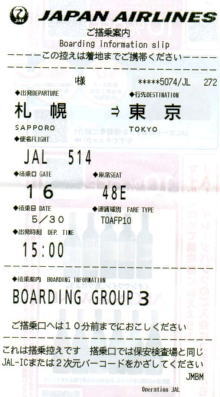 JAL JAPAN AIRLINES
ご搭乗案内
Boarding information slip
この控えは着地までご携帯ください
様 *****5074/JL 272
◆出発DEPARTURE ◆行先DESTINATION
札幌 ⇒ 東京
SAPPORO TOKYO
◆便名FLIGHT
JAL 514
◆搭乗口 GATE ◆座席SEAT
16 48E
◆搭乗日 DATE ◆運賃種別 FARE TYPE
5/30 TOAFP10
◆出発時刻 DEP. TIME
15:00
◆搭乗案内 BOARDING INFORMATION
BOARDING GROUP 3
ご搭乗口へは10分前までにおこしください
これは搭乗控えです 搭乗口では保安検査場と同じ
JAL-ICまたは2次元バーコードをかざしてください
JMBM
Operation JAL